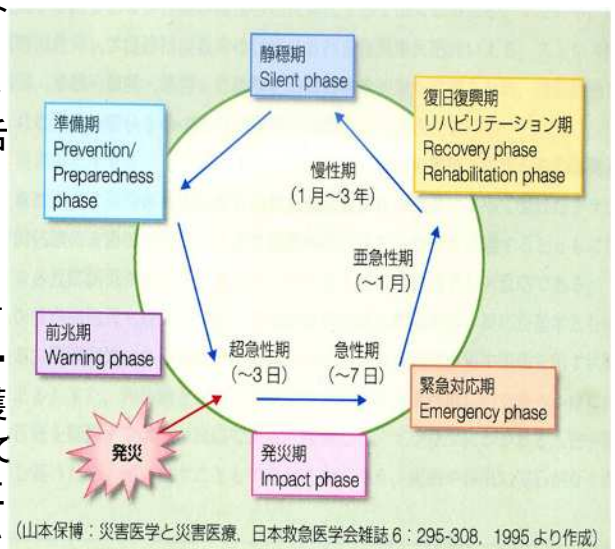 静穏期
Silent phase
準備期
Prevention/
Preparedness
phase
復旧復興期
リハビリテーション期
Recovery phase
Rehabilitation phase
慢性期
(1月～3年)
亜急性期
(～1月)
前兆期
Warning phase
超急性期
(～3日)
急性期
(～7日)
緊急対応期
Emergency phase
発災
発災期
Impact phase
(山本保博：災害医学と災害医療，日本救急医学会雑誌6：295-308，1995より作成)